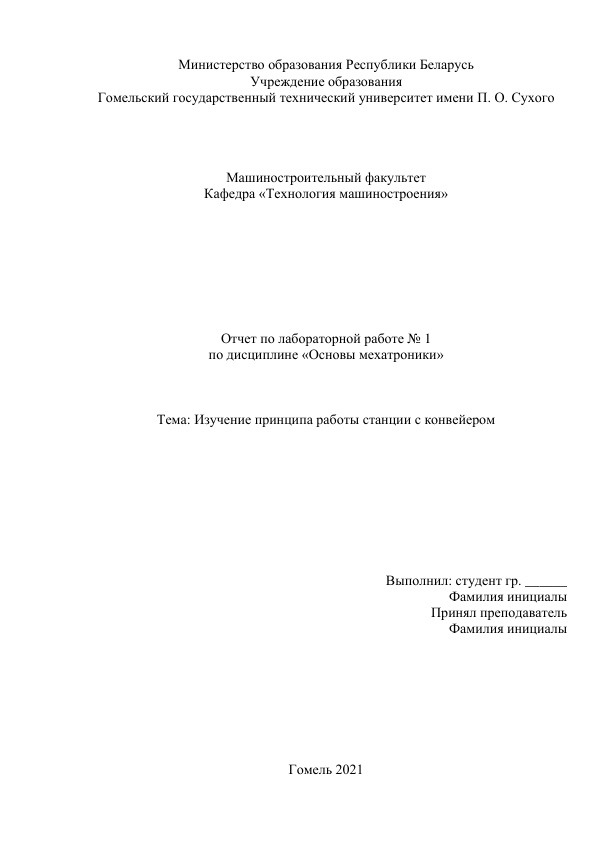 Министерство образования Республики Беларусь
Учреждение образования
Гомельский государственный технический университет имени П. О. Сухого
Машиностроительный факультет
Кафедра «Технология машиностроения»
Отчет по лабораторной работе № 1
по дисциплине «Основы мехатроники»
Тема: Изучение принципа работы станции с конвейером
Выполнил: студент гр. ______
Фамилия инициалы
Принял преподаватель
Фамилия инициалы
Гомель 2021